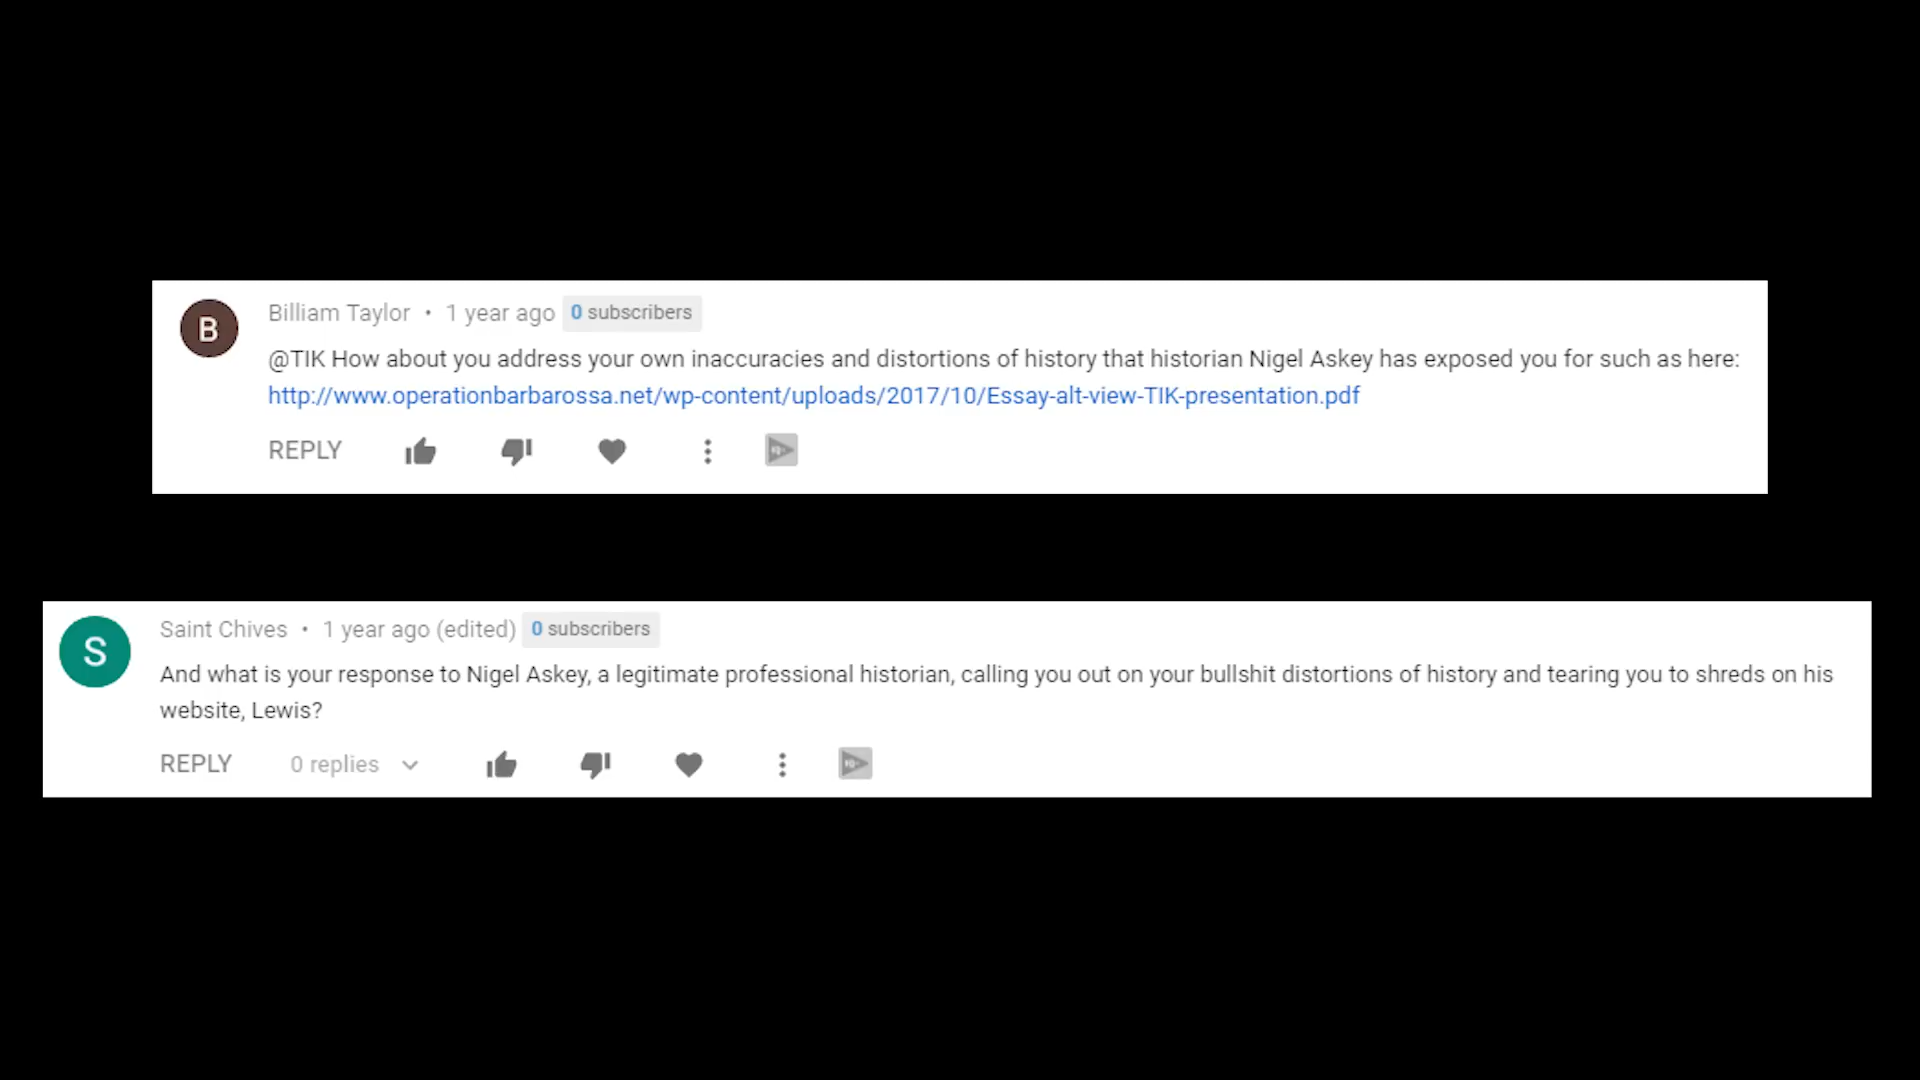 B
Billiam Taylor • 1 year ago 0 subscribers
@TIK How about you address your own inaccuracies and distortions of history that historian Nigel Askey has exposed you for such as here:
http://www.operationbarbarossa.net/wp-content/uploads/2017/10/Essay-alt-view-TIK-presentation.pdf
REPLY
S
Saint Chives • 1 year ago (edited) 0 subscribers
And what is your response to Nigel Askey, a legitimate professional historian, calling you out on your bullshit distortions of history and tearing you to shreds on his
website, Lewis?
REPLY 0 replies